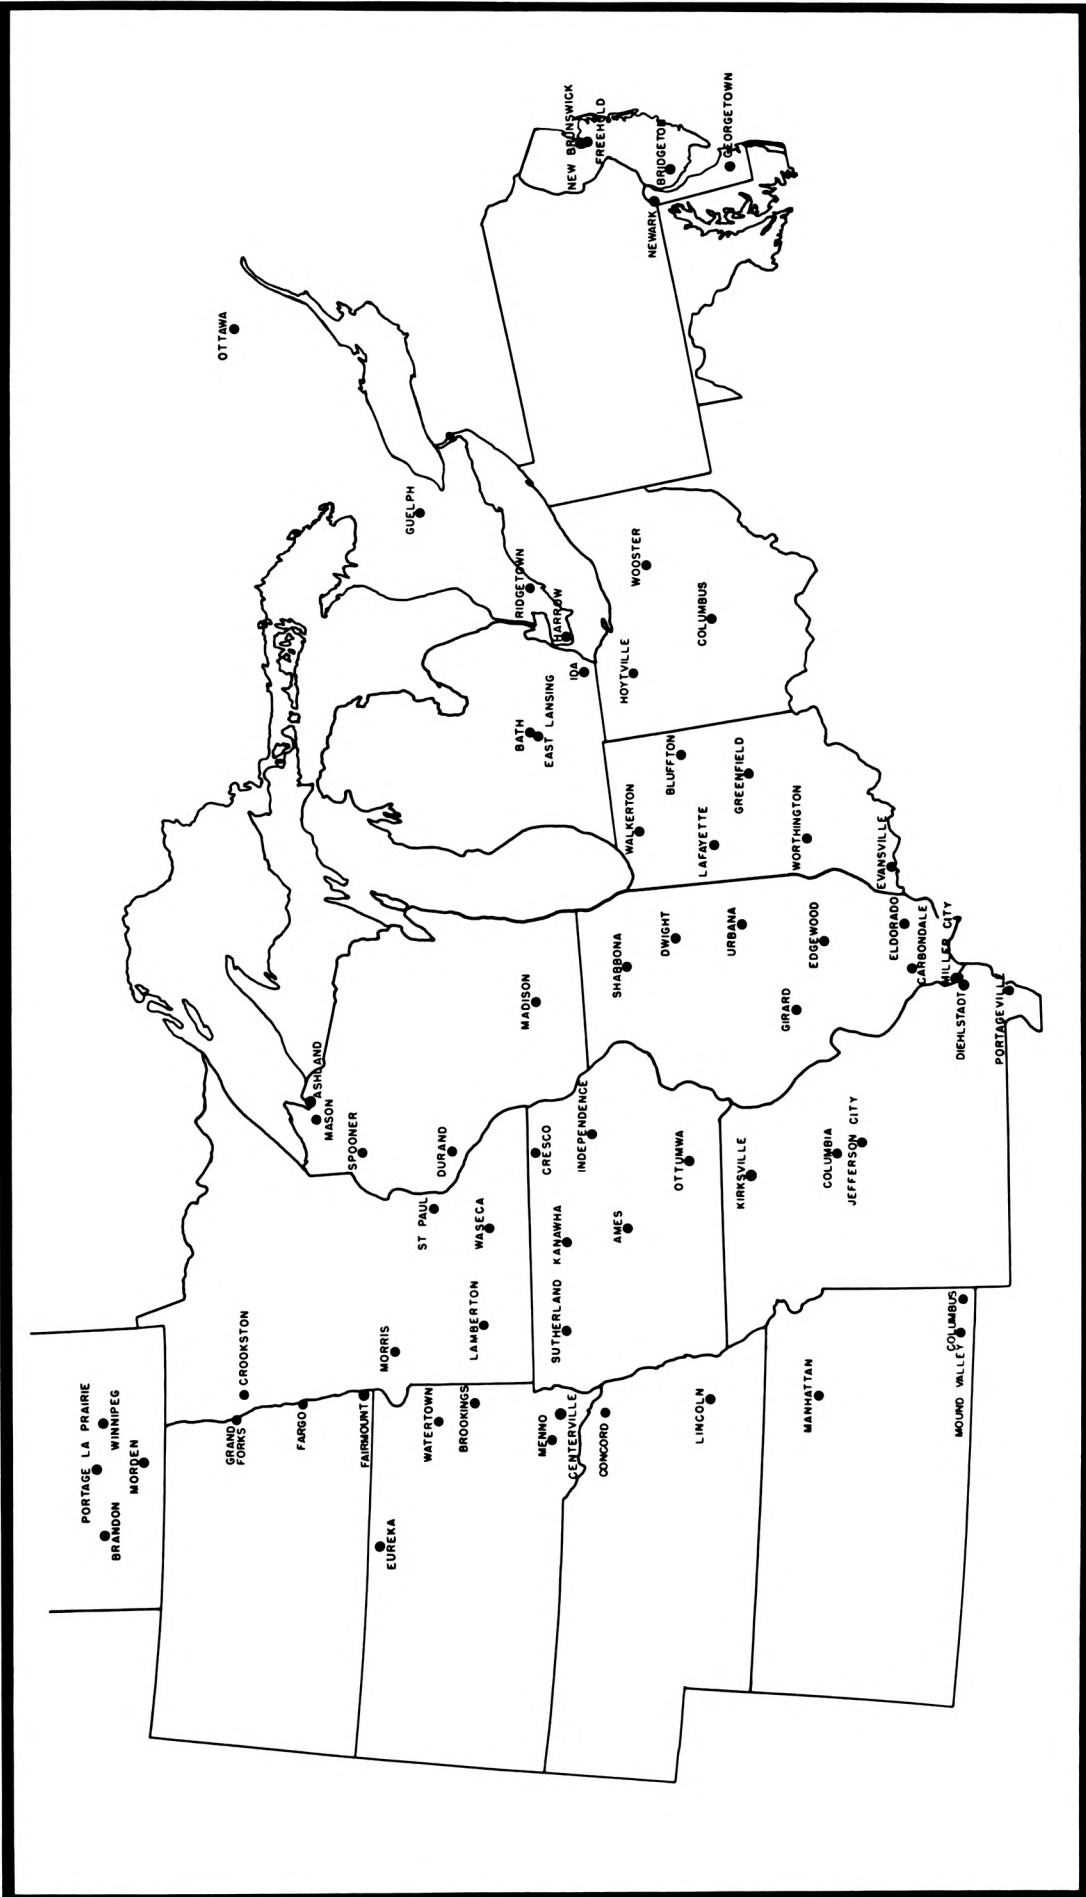 PORTAGE LA PRAIRIE
WINNIPEG
BRANDON
MORDEN
GRAND
FORKS
CROOKSTON
FARGO
FAIRMOUNT
MORRIS
EUREKA
WATERTOWN
BROOKINGS
LAMBERTON
ST PAUL
WASECA
MENNO
CENTERVILLE
CONCORD
SUTHERLAND
KANAWHA
AMES
CRESCO
INDEPENDENCE
OTTUMWA
LINCOLN
MANHATTAN
MOUND VALLEY
COLUMBUS
KIRKSVILLE
COLUMBIA
JEFFERSON CITY
DIEHLSTADT
PORTAGEVILLE
ASHLAND
MASON
SPOONER
DURAND
MADISON
SHABBONA
DWIGHT
URBANA
EDGEWOOD
GIRARD
ELDORADO
CARBONDALE
MILLER CITY
WALKERTON
BLUFFTON
LAFAYETTE
GREENFIELD
WORTHINGTON
EVANSVILLE
BATH
EAST LANSING
IDA
HOYTVILLE
WOOSTER
COLUMBUS
RIDGETOWN
HARROW
GUELPH
OTTAWA
NEW BRUNSWICK
FREEHOLD
BRIDGETON
NEWARK
GEORGETOWN